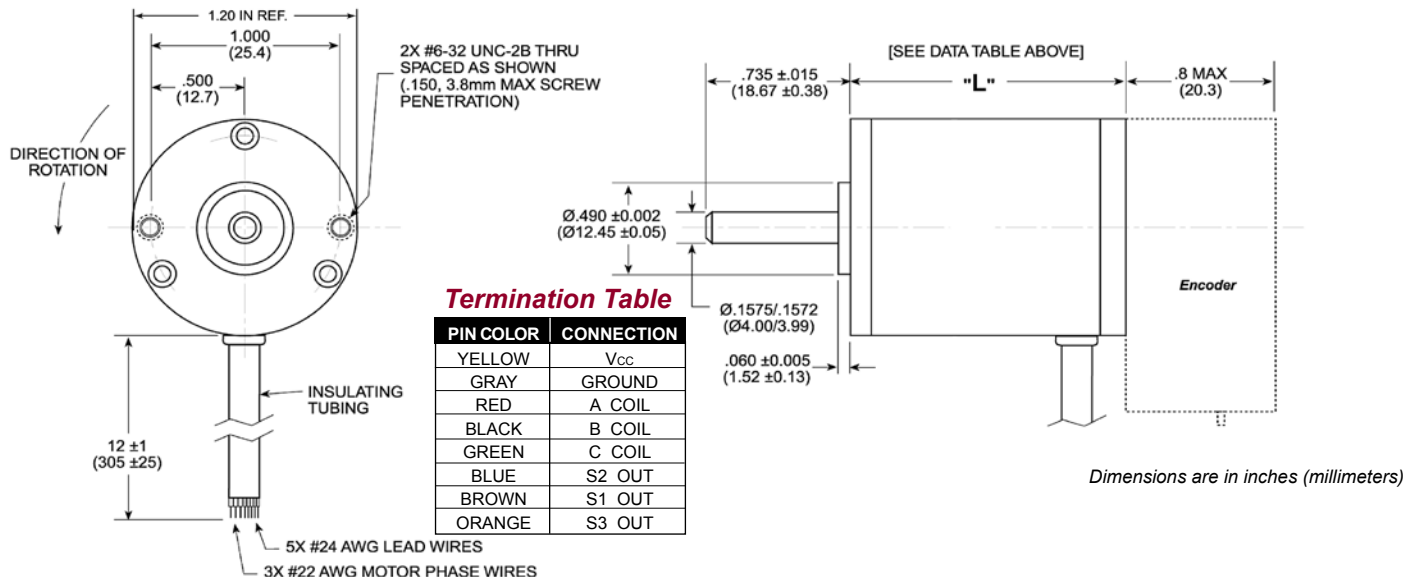 1.20 IN REF.
1.000
(25.4)
.500
(12.7)
2X #6-32 UNC-2B THRU
SPACED AS SHOWN
(.150, 3.8mm MAX SCREW
PENETRATION)
DIRECTION OF
ROTATION
INSULATING
TUBING
12 ±1
(305 ±25)
5X #24 AWG LEAD WIRES
3X #22 AWG MOTOR PHASE WIRES
Termination Table
PIN COLOR CONNECTION
YELLOW Vcc
GRAY GROUND
RED A COIL
BLACK B COIL
GREEN C COIL
BLUE S2 OUT
BROWN S1 OUT
ORANGE S3 OUT
[SEE DATA TABLE ABOVE]
.735 ±.015
(18.67 ±0.38)
"L"
.8 MAX
(20.3)
Ø.490 ±0.002
(Ø12.45 ±0.05)
Ø.1575/.1572
(Ø4.00/3.99)
.060 ±0.005
(1.52 ±0.13)
Encoder
Dimensions are in inches (millimeters)